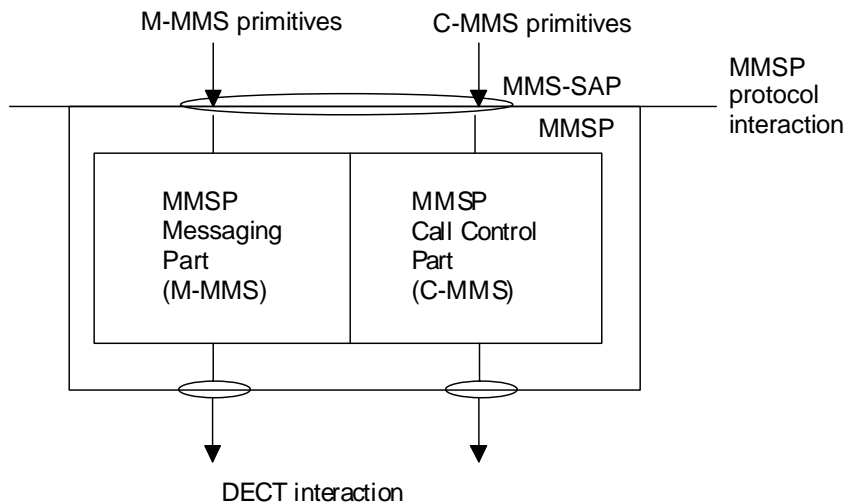 M-MMS primitives
C-MMS primitives
MMS-SAP
MMSP
protocol
interaction
MMSP
MMSP
Messaging
Part
(M-MMS)
MMSP
Call Control
Part
(C-MMS)
DECT interaction